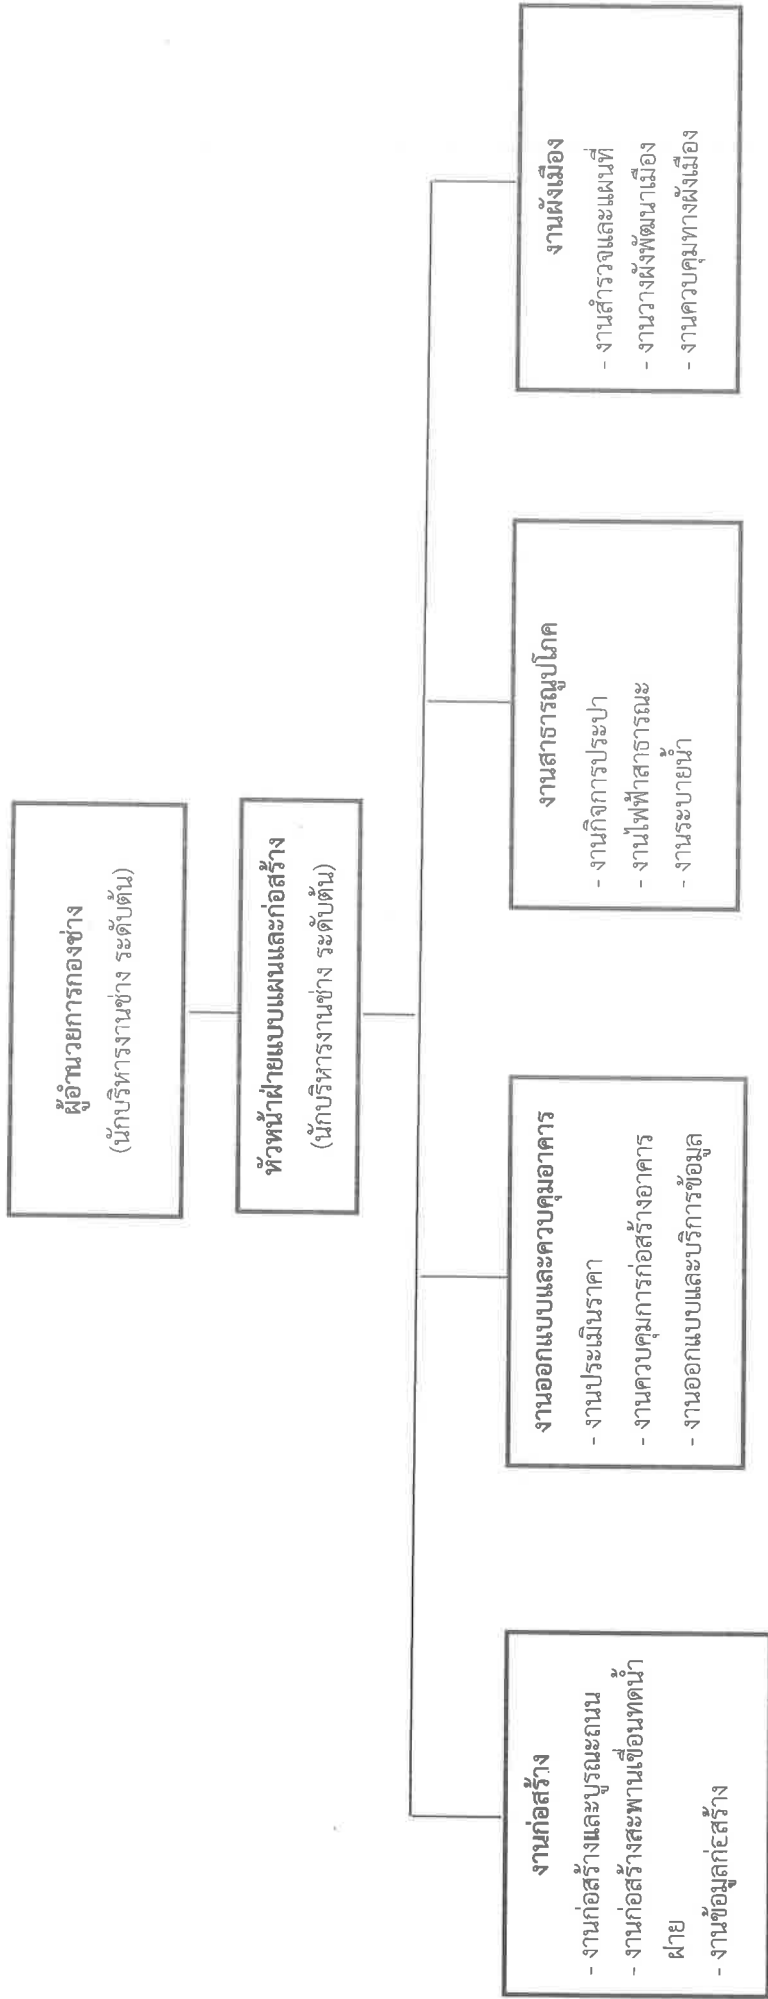 ผู้อำนวยการกองช่าง
(นักบริหารงานช่าง ระดับต้น)
หัวหน้าฝ่ายแบบแผนและก่อสร้าง
(นักบริหารงานช่าง ระดับต้น)
งานก่อสร้าง
- งานก่อสร้างและบูรณะถนน
- งานก่อสร้างสะพานเขื่อนทดน้ำ
ฝาย
- งานข้อมูลก่อสร้าง
งานออกแบบและควบคุมอาคาร
- งานประเมินราคา
- งานควบคุมการก่อสร้างอาคาร
- งานออกแบบและบริการข้อมูล
งานสาธารณูปโภค
- งานกิจการประปา
- งานไฟฟ้าสาธารณะ
- งานระบายน้ำ
งานผังเมือง
- งานสำรวจและแผนที่
- งานวางผังพัฒนาเมือง
- งานควบคุมทางผังเมือง